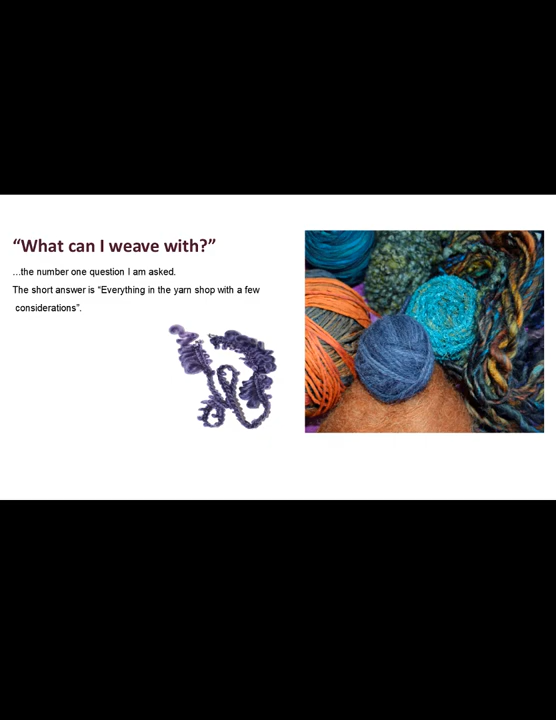 “What can I weave with?”
...the number one question I am asked.
The short answer is “Everything in the yarn shop with a few
considerations”.